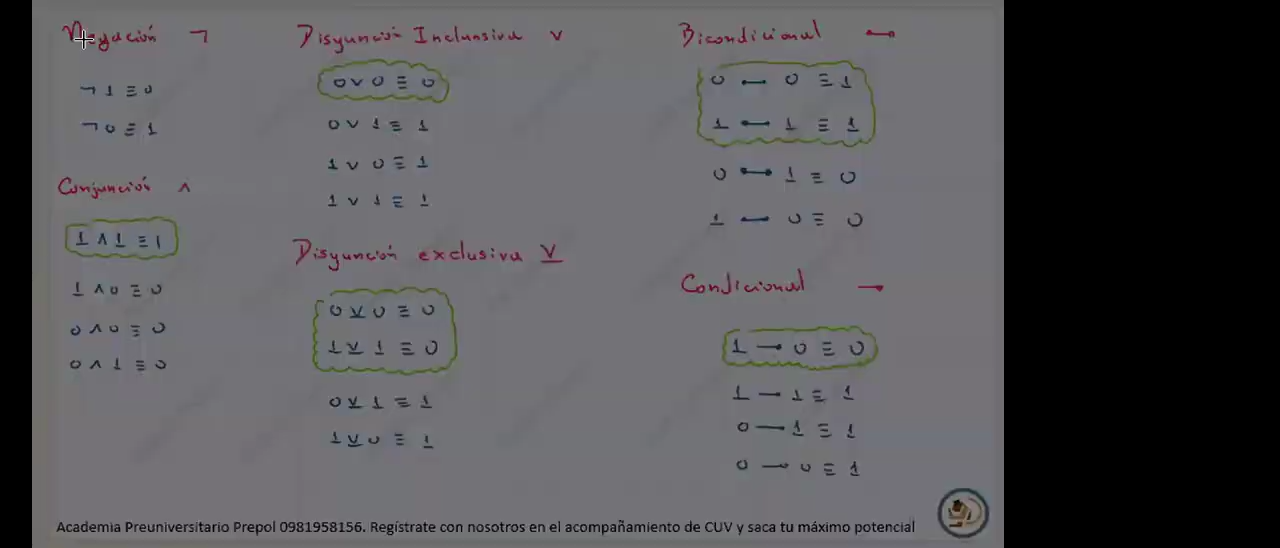 Negación ¬
¬ 1 ≡ 0
¬ 0 ≡ 1
Conjunción ∧
1 ∧ 1 ≡ 1
1 ∧ 0 ≡ 0
0 ∧ 0 ≡ 0
0 ∧ 1 ≡ 0
Disyunción Inclunsiva ∨
0 ∨ 0 ≡ 0
0 ∨ 1 ≡ 1
1 ∨ 0 ≡ 1
1 ∨ 1 ≡ 1
Disyunción exclusiva ⊻
0 ⊻ 0 ≡ 0
1 ⊻ 1 ≡ 0
0 ⊻ 1 ≡ 1
1 ⊻ 0 ≡ 1
Bicondicional ↔
0 ↔ 0 ≡ 1
1 ↔ 1 ≡ 1
0 ↔ 1 ≡ 0
1 ↔ 0 ≡ 0
Condicional →
1 → 0 ≡ 0
1 → 1 ≡ 1
0 → 1 ≡ 1
0 → 0 ≡ 1
Academia Preuniversitario Prepol 0981958156. Regístrate con nosotros en el acompañamiento de CUV y saca tu máximo potencial